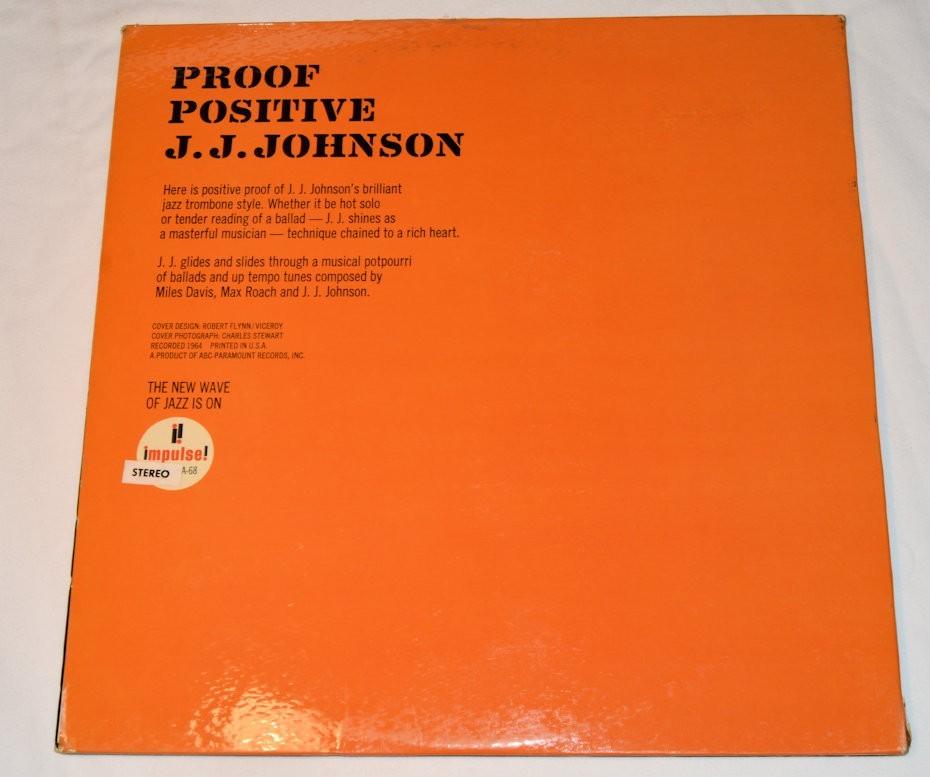 PROOF
POSITIVE
J.J.JOHNSON
Here is positive proof of J. J. Johnson's brilliant
jazz trombone style. Whether it be hot solo
or tender reading of a ballad — J. J. shines as
a masterful musician — technique chained to a rich heart.
J. J. glides and slides through a musical potpourri
of ballads and up tempo tunes composed by
Miles Davis, Max Roach and J. J. Johnson.
COVER DESIGN: ROBERT FLYNN/VICEROY
COVER PHOTOGRAPH: CHARLES STEWART
RECORDED 1964 PRINTED IN U.S.A.
A PRODUCT OF ABC-PARAMOUNT RECORDS, INC.
THE NEW WAVE
OF JAZZ IS ON
i!
impulse!
STEREO A-68